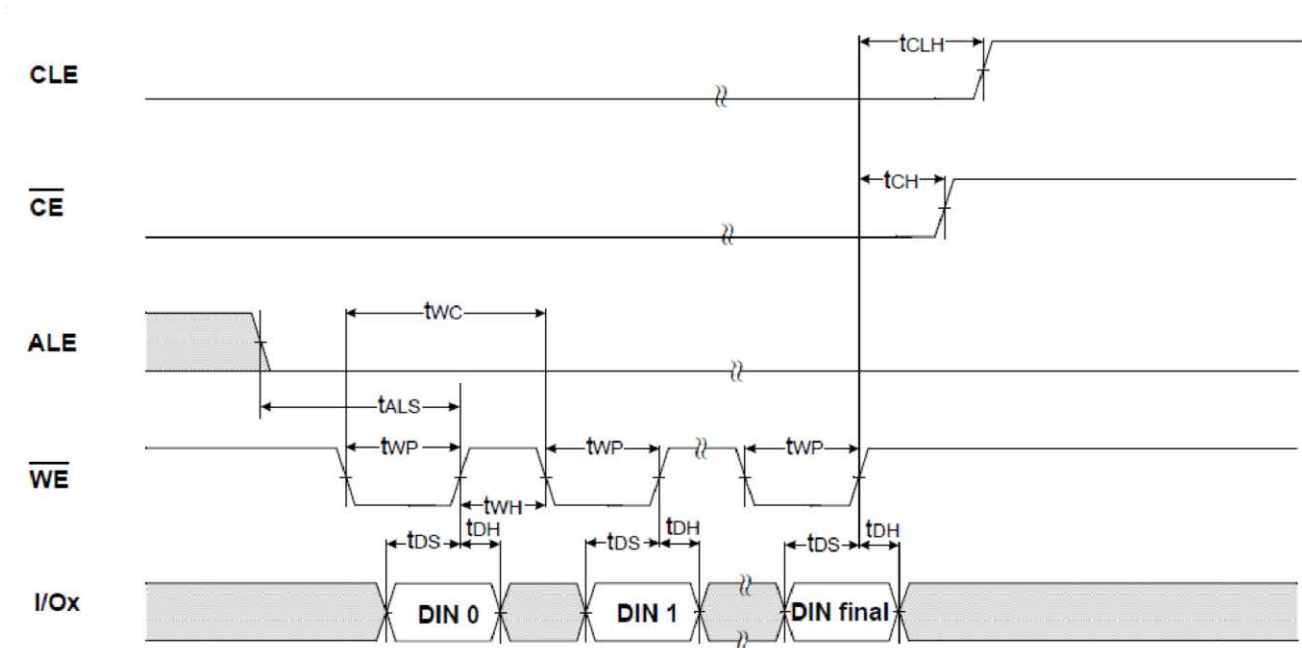 tCLH
CLE
tCH
CE
tWC
ALE
tALS
tWP tWP tWP
WE
tWH
tDS tDH tDS tDH tDS tDH
I/Ox DIN 0 DIN 1 DIN final